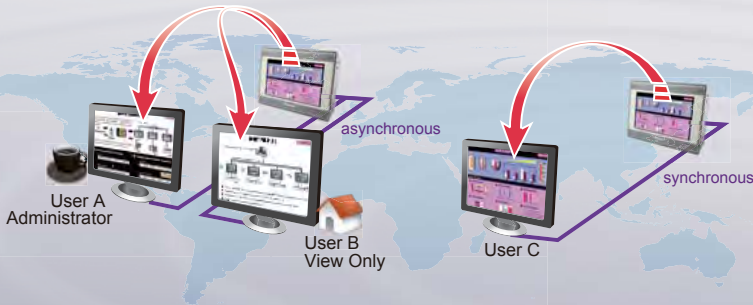 asynchronous
synchronous
User A
Administrator
User B
View Only
User C